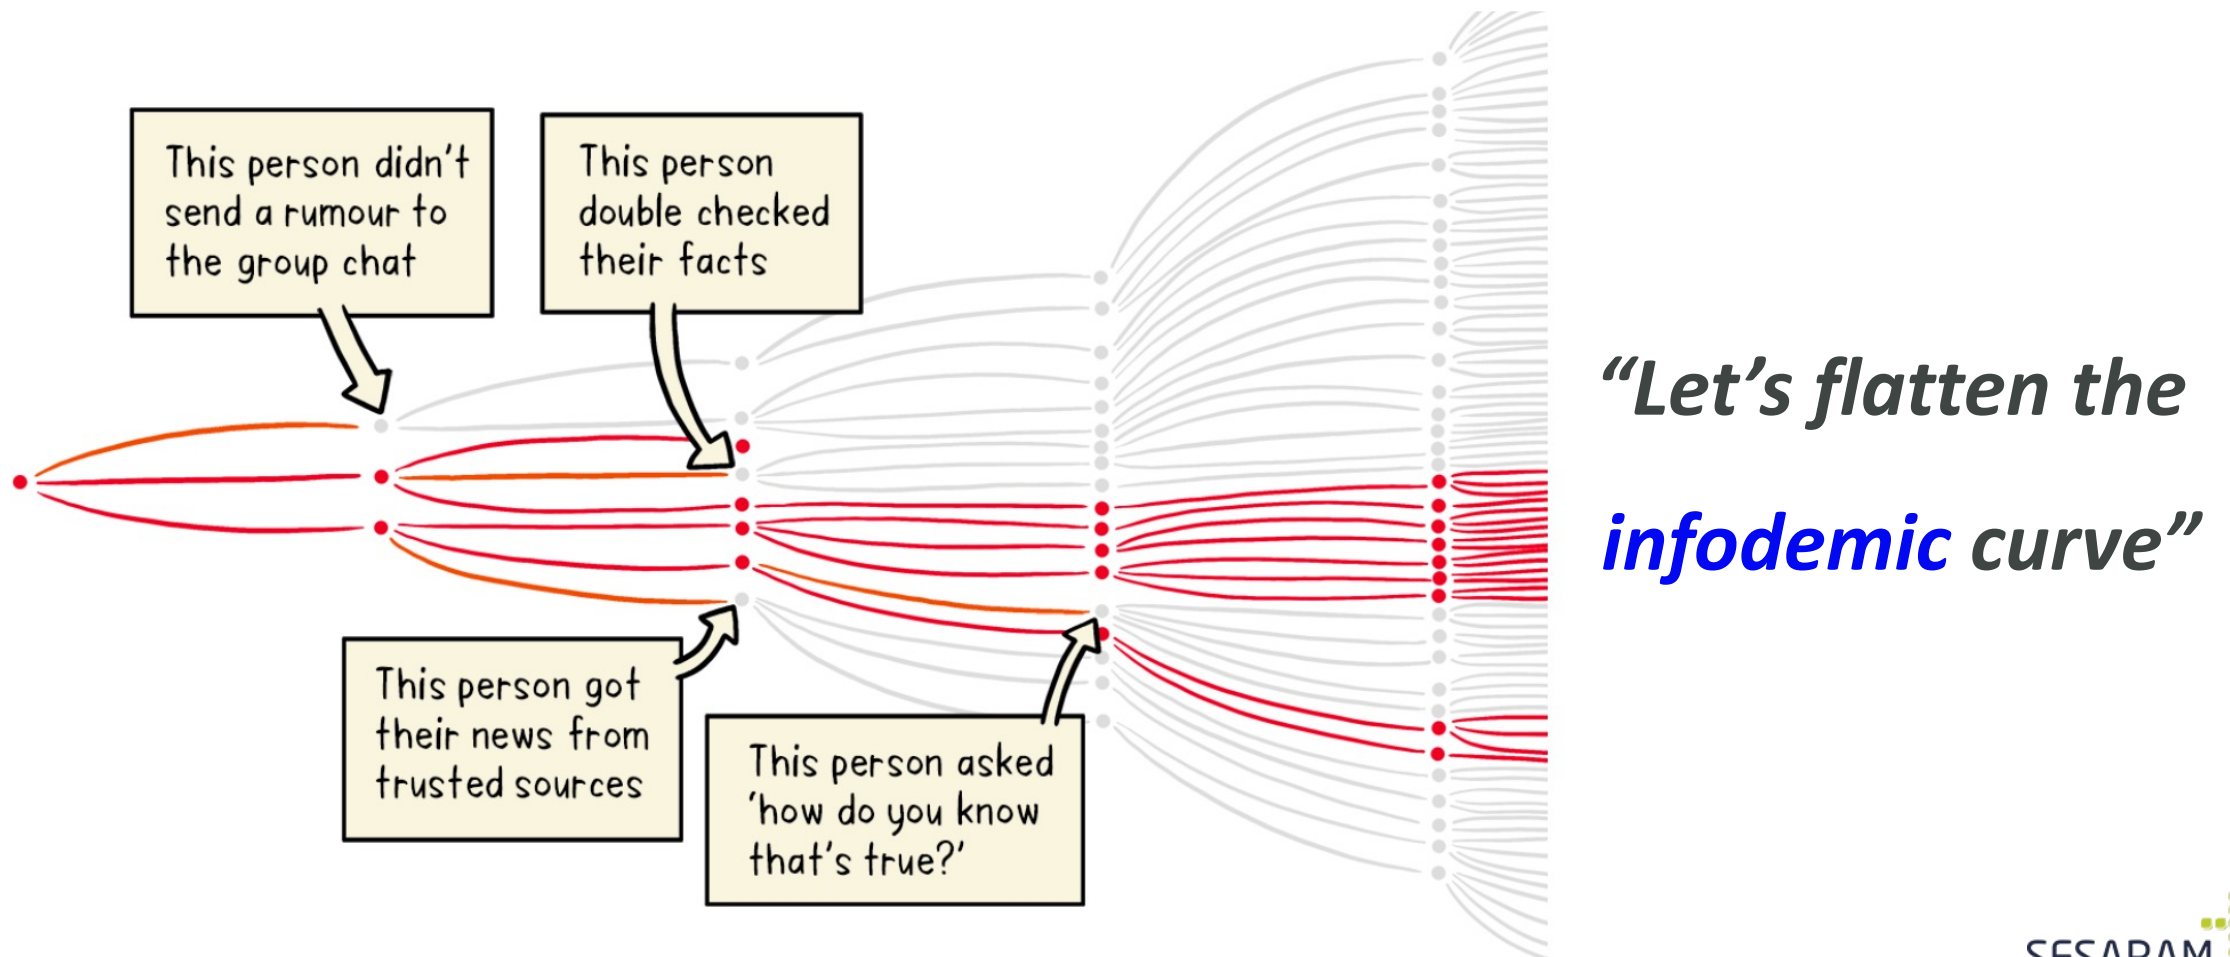 This person didn't
send a rumour to
the group chat
This person
double checked
their facts
This person got
their news from
trusted sources
This person asked
'how do you know
that's true?'
“Let’s flatten the
infodemic curve”
SESARAM